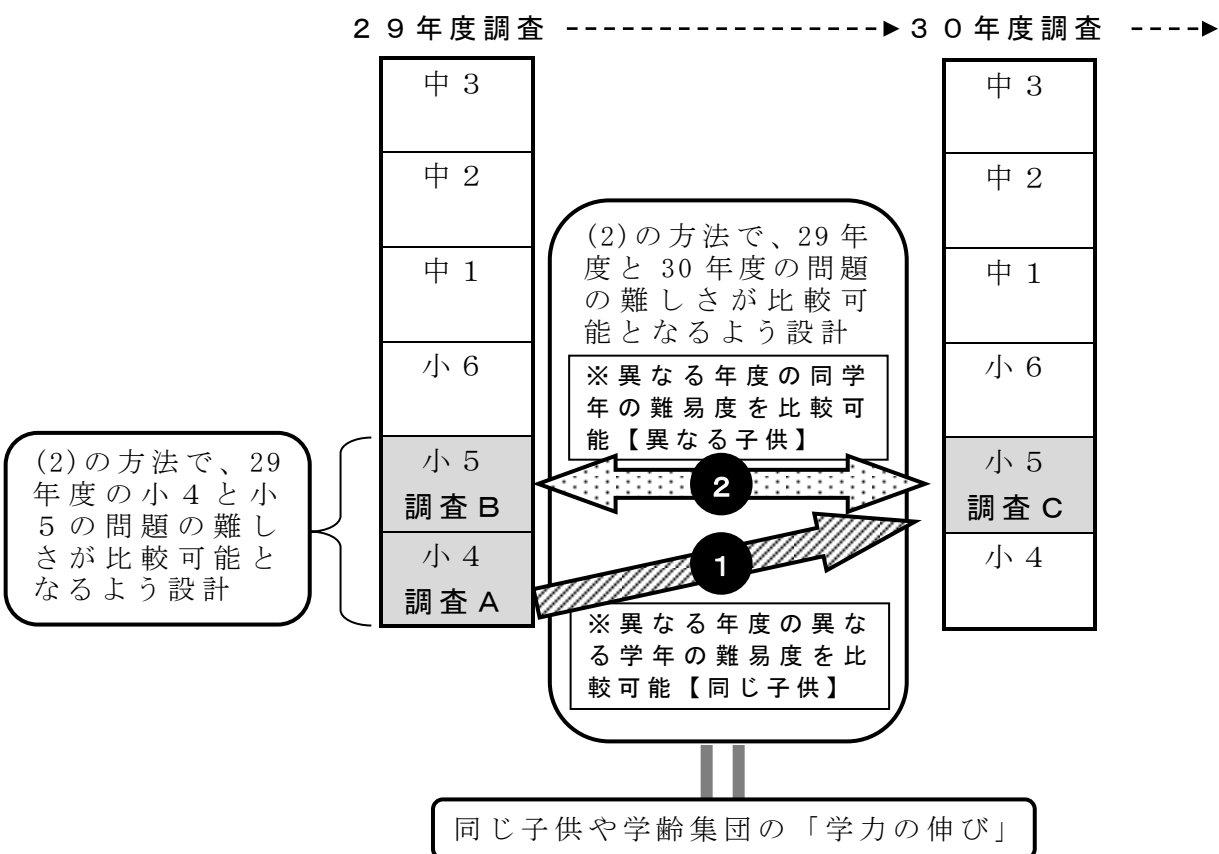 29年度調査 ----------------▶30年度調査 ----▶
中3
中2
中1
小6
小5
調査B
小4
調査A
(2)の方法で、29
年度の小4と小
5の問題の難し
さが比較可能と
なるよう設計
(2)の方法で、29年
度と30年度の問題
の難しさが比較可
能となるよう設計
※異なる年度の同学
年の難易度を比較可
能【異なる子供】
2
1
※異なる年度の異な
る学年の難易度を比
較可能【同じ子供】
中3
中2
中1
小6
小5
調査C
小4
同じ子供や学齢集団の「学力の伸び」